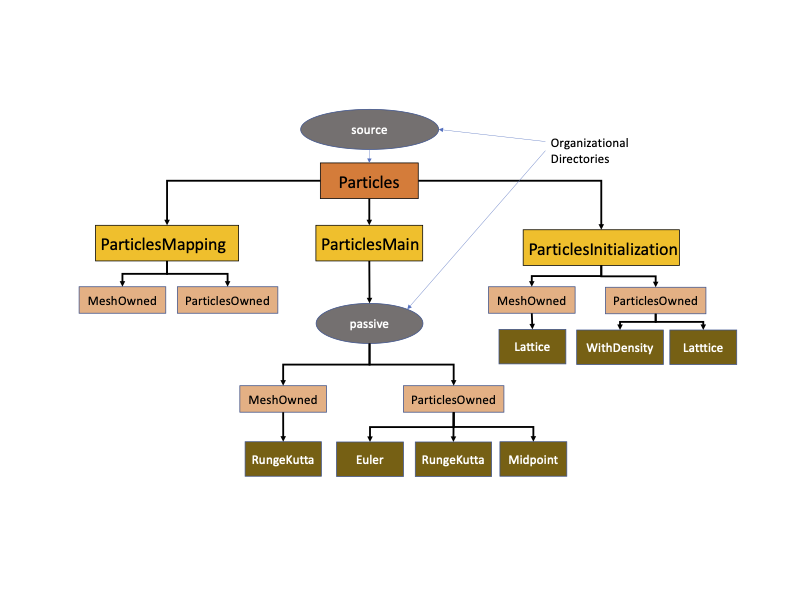 source
Organizational
Directories
Particles
ParticlesMapping
ParticlesMain
ParticlesInitialization
MeshOwned
ParticlesOwned
MeshOwned
ParticlesOwned
passive
Lattice
WithDensity
Latttice
MeshOwned
ParticlesOwned
RungeKutta
Euler
RungeKutta
Midpoint